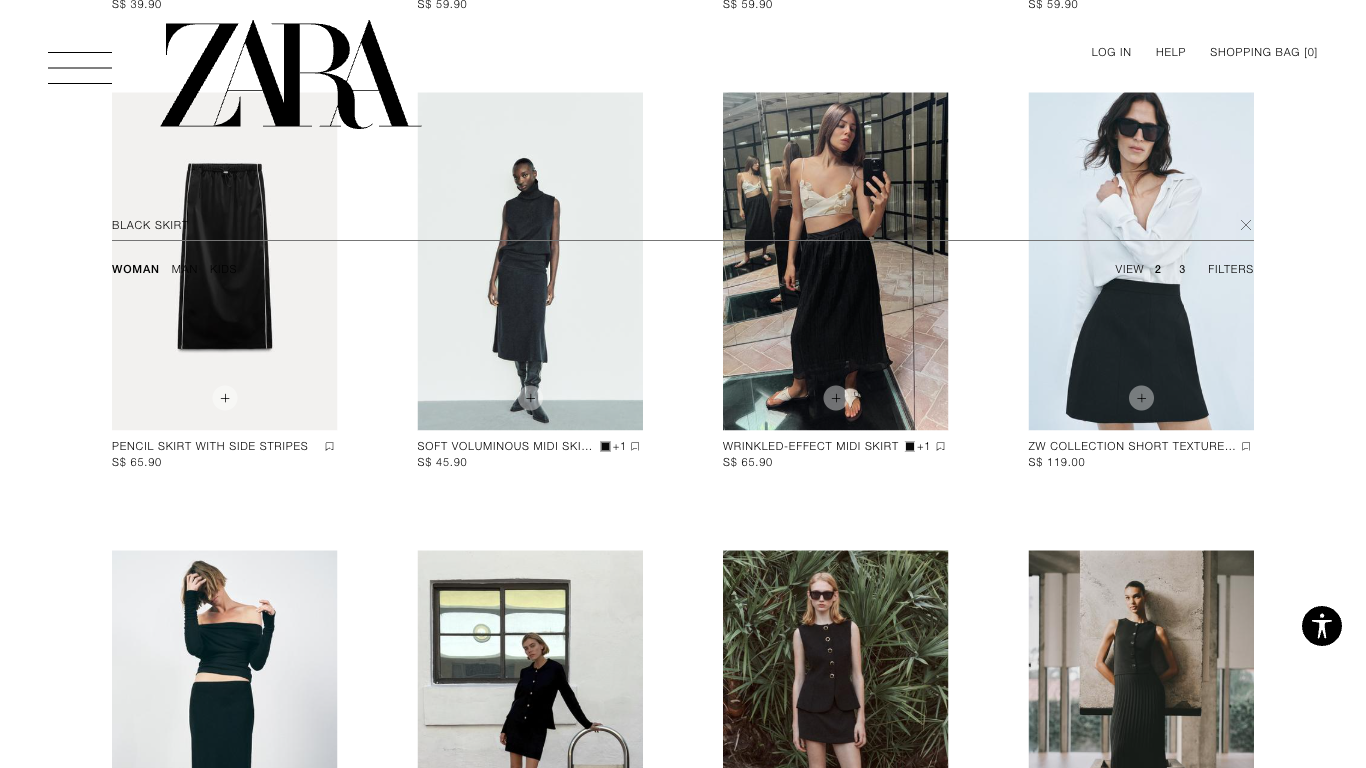 S$ 39.90
S$ 59.90
S$ 59.90
S$ 59.90
ZARA
LOG IN
HELP
SHOPPING BAG [0]
BLACK SKIRT
WOMAN
MAN
KIDS
VIEW
2
3
FILTERS
PENCIL SKIRT WITH SIDE STRIPES
S$ 65.90
SOFT VOLUMINOUS MIDI SKI...
+1
S$ 45.90
WRINKLED-EFFECT MIDI SKIRT
+1
S$ 65.90
ZW COLLECTION SHORT TEXTURE...
S$ 119.00